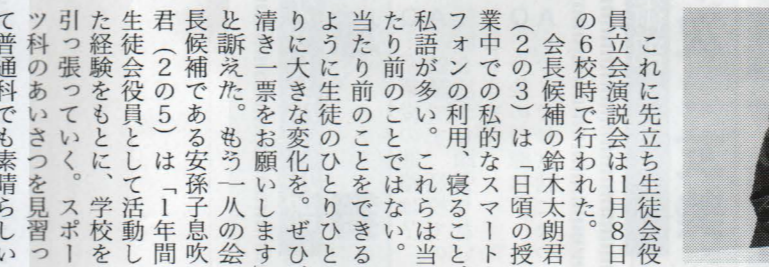 これに先立ち生徒会役
員立会演説会は11月8日
の6校時で行われた。
会長候補の鈴木太朗君
(2の3)は「日頃の授
業中での私的なスマート
フォンの利用、寝ること、
私語が多い。これらは当
たり前のことではない。
当たり前のことをできる
ように生徒のひとりひと
りに大きな変化を。ぜひ、
清き一票をお願いします」
と訴えた。もう一人の会
長候補である安孫子息吹
君(2の5)は「1年間
生徒会役員として活動し
た経験をもとに、学校を
引っ張っていく。スポー
ツ科のあいさつを見習っ
て普通科でも素晴らしい